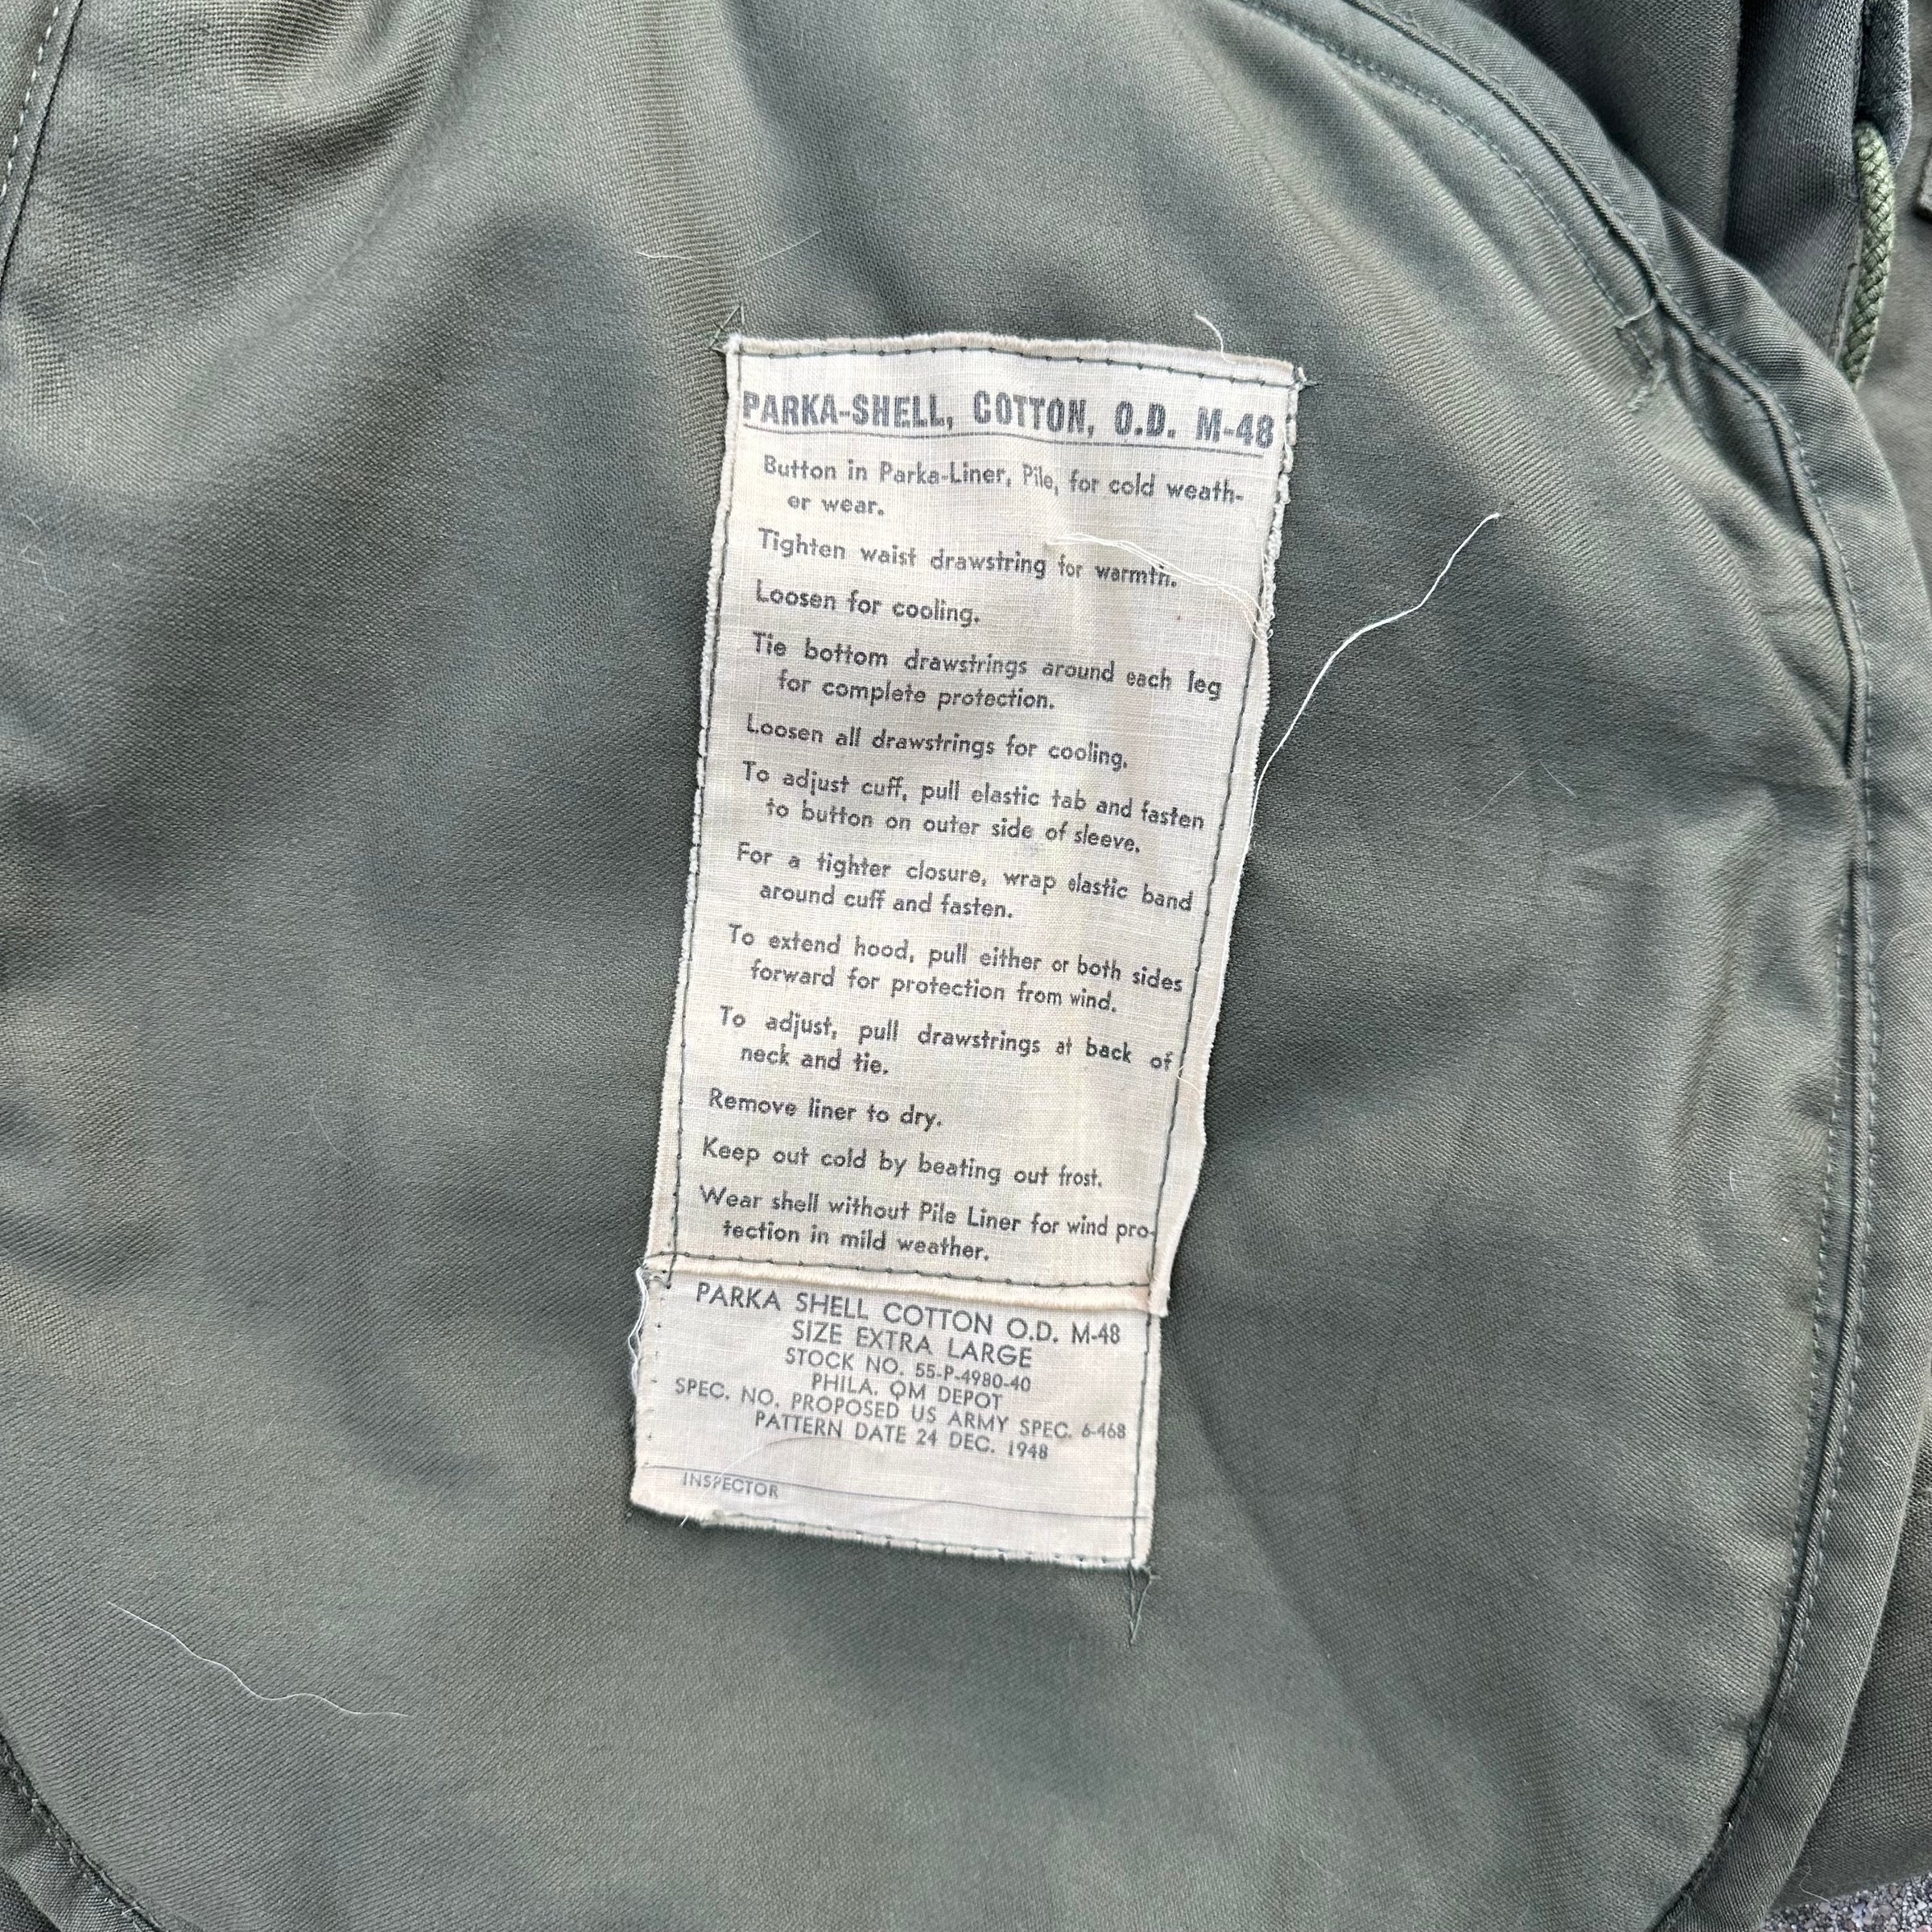 PARKA-SHELL, COTTON, O.D. M-48
Button in Parka-Liner, Pile, for cold weath-
er wear.
Tighten waist drawstring for warmth.
Loosen for cooling.
Tie bottom drawstrings around each leg
for complete protection.
Loosen all drawstrings for cooling.
To adjust cuff, pull elastic tab and fasten
to button on outer side of sleeve.
For a tighter closure, wrap elastic band
around cuff and fasten.
To extend hood, pull either or both sides
forward for protection from wind.
To adjust, pull drawstrings at back of
neck and tie.
Remove liner to dry.
Keep out cold by beating out frost.
Wear shell without Pile Liner for wind pro-
tection in mild weather.
PARKA SHELL COTTON O.D. M-48
SIZE EXTRA LARGE
STOCK NO. 55-P-4980-40
PHILA. QM DEPOT
SPEC. NO. PROPOSED US ARMY SPEC. 6-468
PATTERN DATE 24 DEC. 1948
INSPECTOR